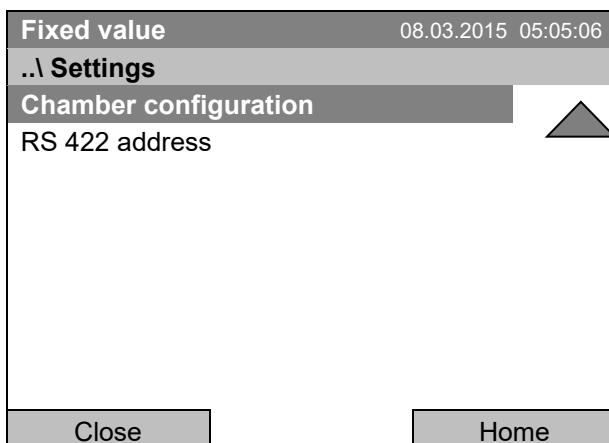 Fixed value 08.03.2015 05:05:06
..\ Settings
Chamber configuration
RS 422 address
Close Home